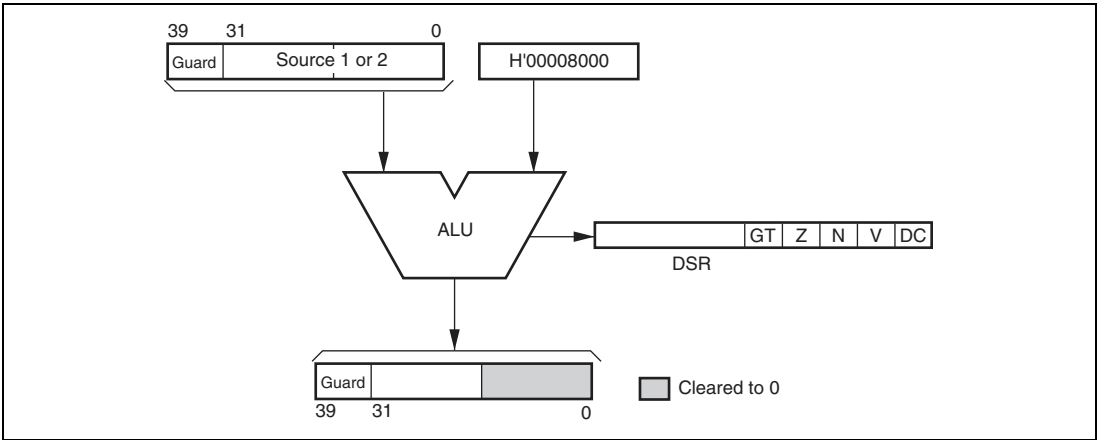 39 31 0
Guard Source 1 or 2 H'00008000
ALU
GT Z N V DC
DSR
Guard
39 31 0
Cleared to 0